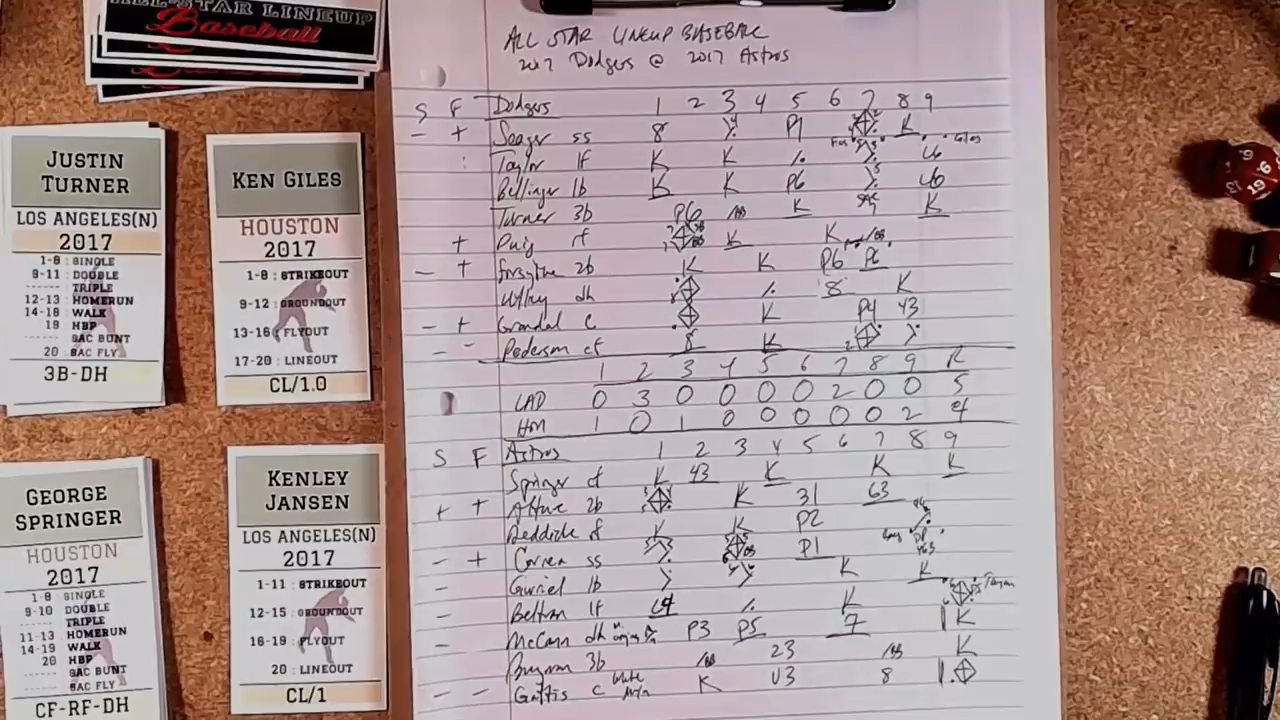 ALL-STAR LINEUP
Baseball
JUSTIN
TURNER
LOS ANGELES(N)
2017
1-8 : SINGLE
9-11 : DOUBLE
------ TRIPLE
12-13 : HOMERUN
14-18 : WALK
19 : HBP
------ SAC BUNT
20 : SAC FLY
3B-DH
KEN GILES
HOUSTON
2017
1-8 : STRIKEOUT
9-12 : GROUNDOUT
13-16 : FLYOUT
17-20 : LINEOUT
CL/1.0
GEORGE
SPRINGER
HOUSTON
2017
1-8 : SINGLE
9-10 : DOUBLE
------ TRIPLE
11-13 : HOMERUN
14-19 : WALK
20 : HBP
------ SAC BUNT
------ SAC FLY
CF-RF-DH
KENLEY
JANSEN
LOS ANGELES(N)
2017
1-11 : STRIKEOUT
12-15 : GROUNDOUT
16-19 : FLYOUT
20 : LINEOUT
CL/1
ALL STAR LINEUP BASEBALL
2017 Dodgers @ 2017 Astros
S F Dodgers 1 2 3 4 5 6 7 8 9
- + Seager ss 8 P1 K
Taylor lf K K
Bellinger 1b K K P6
Turner 3b P6 K K
+ Puig rf K K
- + Forsythe 2b K K P6 P6
Utley dh 8 K
- + Grandal c K P4 43
- - Pederson cf 8 K
1 2 3 4 5 6 7 8 9 R
LAD 0 3 0 0 0 0 2 0 0 5
HOU 1 0 1 0 0 0 0 0 2 4
S F Astros 1 2 3 4 5 6 7 8 9
Springer cf K 43 K K K
+ + Altuve 2b K 31 63
Reddick rf K K P2
- + Correa ss P1
- Gurriel 1b K K
- Beltran lf K
- McCann dh P3 P5 7 K
Bregman 3b 23 K
- - Gattis c K U3 8